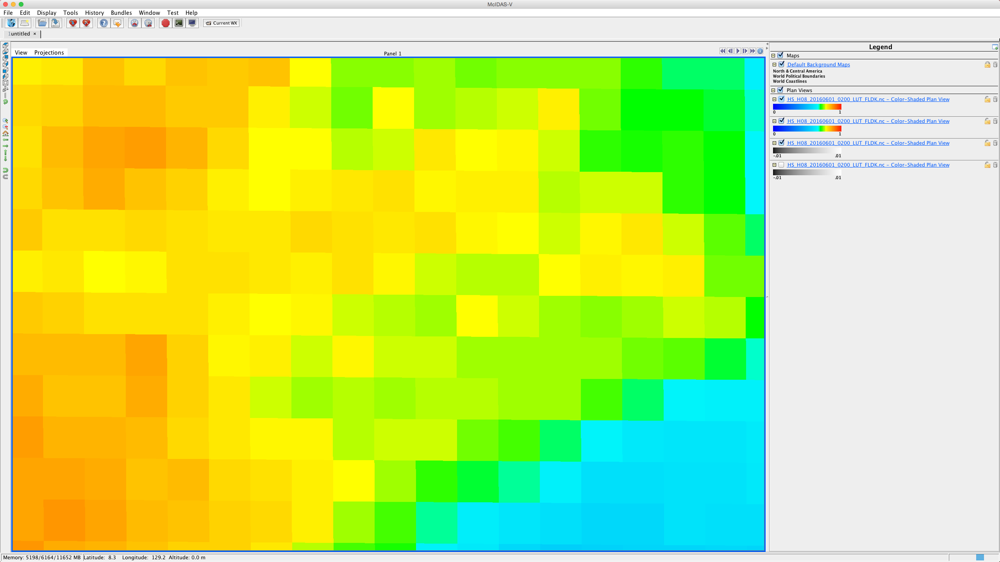 McIDAS-V
File Edit Display Tools History Bundles Window Test Help
Current WX
1untitled ×
View Projections
Panel 1
Legend
Maps
Default Background Maps
North & Central America
World Political Boundaries
World Coastlines
Plan Views
HS_H08_20160601_0200_LUT_FLDK.nc - Color-Shaded Plan View
0 1
HS_H08_20160601_0200_LUT_FLDK.nc - Color-Shaded Plan View
0 1
HS_H08_20160601_0200_LUT_FLDK.nc - Color-Shaded Plan View
-.01 .01
HS_H08_20160601_0200_LUT_FLDK.nc - Color-Shaded Plan View
-.01 .01
Memory: 5198/6164/11652 MB Latitude: 8.3 Longitude: 129.2 Altitude: 0.0 m